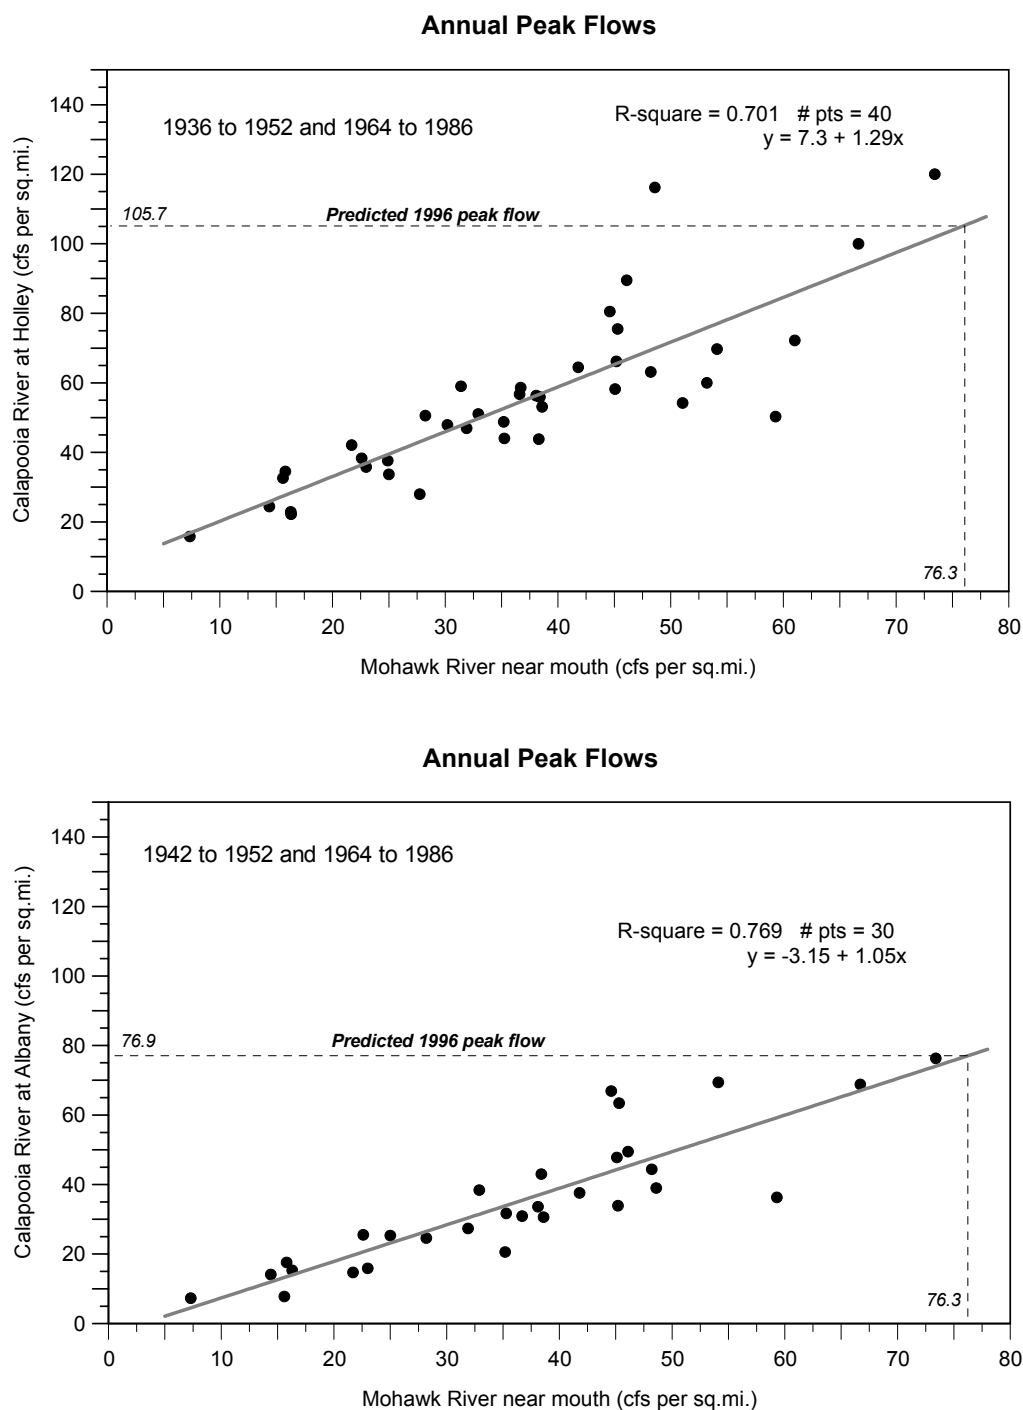 Annual Peak Flows
140
120
100
80
60
40
20
0
Calapooia River at Holley (cfs per sq.mi.)
1936 to 1952 and 1964 to 1986
R-square = 0.701 # pts = 40
y = 7.3 + 1.29x
105.7
Predicted 1996 peak flow
76.3
0 10 20 30 40 50 60 70 80
Mohawk River near mouth (cfs per sq.mi.)
Annual Peak Flows
140
120
100
80
60
40
20
0
Calapooia River at Albany (cfs per sq.mi.)
1942 to 1952 and 1964 to 1986
R-square = 0.769 # pts = 30
y = -3.15 + 1.05x
76.9
Predicted 1996 peak flow
76.3
0 10 20 30 40 50 60 70 80
Mohawk River near mouth (cfs per sq.mi.)